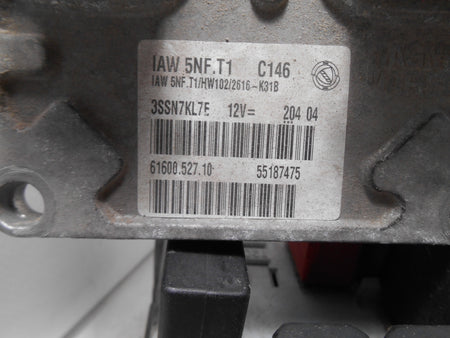 IAW 5NF.T1 C146
IAW 5NF.T1/HW102/2616-K31B
3SSN7KL7E 12V= 204 04
61600.527.10 55187475